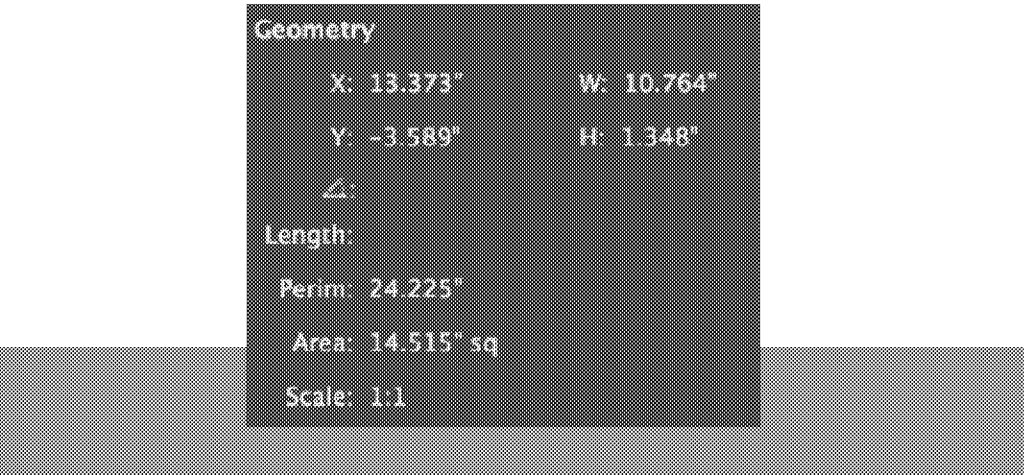 Geometry
X: 13.373" W: 10.764"
Y: -3.589" H: 1.348"
:
Length:
Perim: 24.225"
Area: 14.515" sq
Scale: 1:1